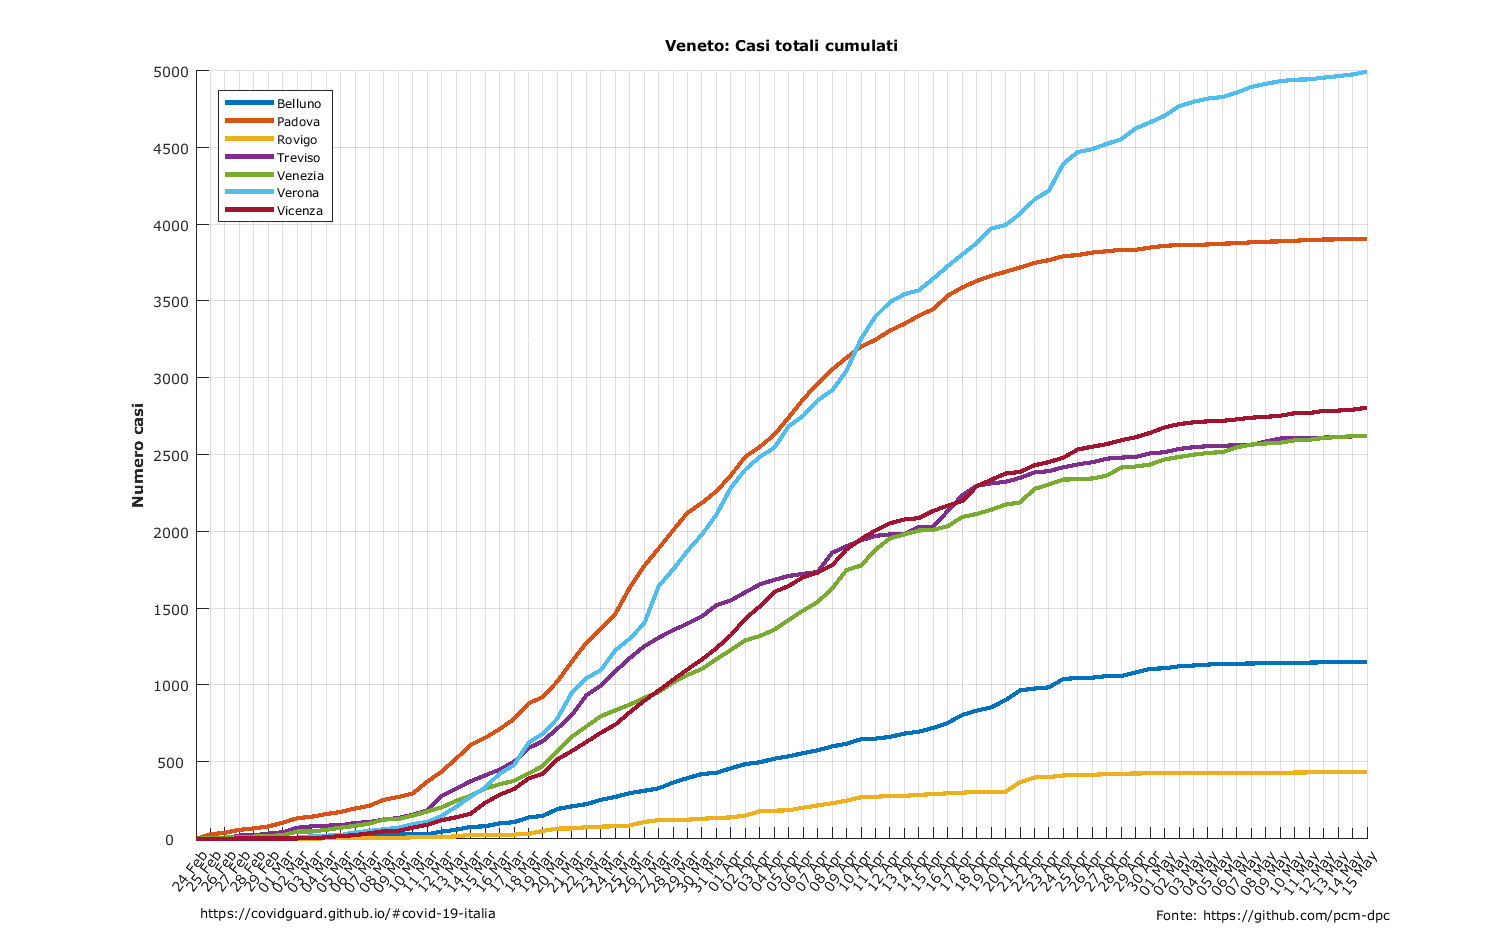 Veneto: Casi totali cumulati
5000
4500
4000
3500
3000
2500
2000
1500
1000
500
0
Numero casi
Belluno
Padova
Rovigo
Treviso
Venezia
Verona
Vicenza
24 Feb
25 Feb
26 Feb
27 Feb
28 Feb
29 Feb
01 Mar
02 Mar
03 Mar
04 Mar
05 Mar
06 Mar
07 Mar
08 Mar
09 Mar
10 Mar
11 Mar
12 Mar
13 Mar
14 Mar
15 Mar
16 Mar
17 Mar
18 Mar
19 Mar
20 Mar
21 Mar
22 Mar
23 Mar
24 Mar
25 Mar
26 Mar
27 Mar
28 Mar
29 Mar
30 Mar
31 Mar
01 Apr
02 Apr
03 Apr
04 Apr
05 Apr
06 Apr
07 Apr
08 Apr
09 Apr
10 Apr
11 Apr
12 Apr
13 Apr
14 Apr
15 Apr
16 Apr
17 Apr
18 Apr
19 Apr
20 Apr
21 Apr
22 Apr
23 Apr
24 Apr
25 Apr
26 Apr
27 Apr
28 Apr
29 Apr
30 Apr
01 May
02 May
03 May
04 May
05 May
06 May
07 May
08 May
09 May
10 May
11 May
12 May
13 May
14 May
15 May
https://covidguard.github.io/#covid-19-italia
Fonte: https://github.com/pcm-dpc